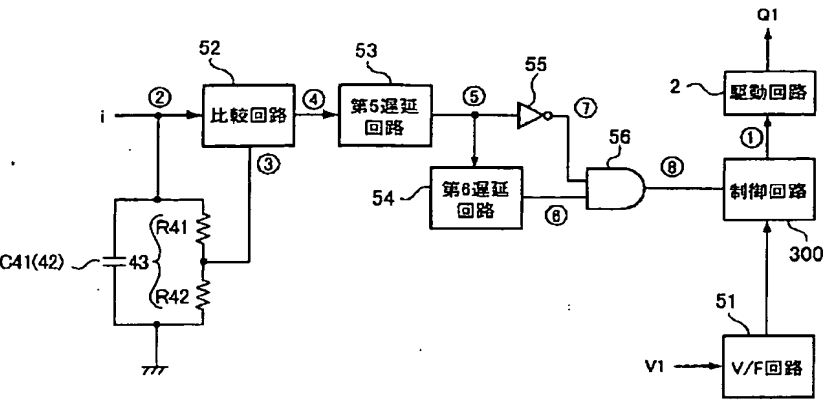 Q1
52
53
55
2
駆動回路
i
②
比較回路
④
第5遅延
回路
⑤
⑦
①
③
56
54
第6遅延
回路
⑥
⑧
制御回路
300
C41(42)
43
R41
R42
51
V1
V/F回路